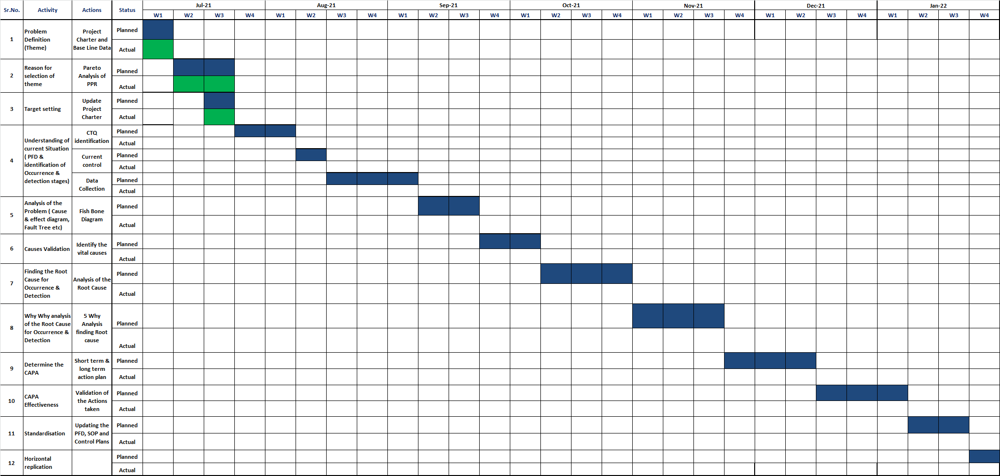 Sr.No. Activity Actions Status Jul-21 Aug-21 Sep-21 Oct-21 Nov-21 Dec-21 Jan-22
W1 W2 W3 W4 W1 W2 W3 W4 W1 W2 W3 W4 W1 W2 W3 W4 W1 W2 W3 W4 W1 W2 W3 W4 W1 W2 W3 W4
1
Problem
Definition
(Theme)
Project
Charter and
Base Line Data
Planned
Actual
2
Reason for
selection of
theme
Pareto
Analysis of
PPR
Planned
Actual
3
Target setting
Update
Project
Charter
Planned
Actual
4
Understanding of
current Situation
( PFD &
identification of
Occurrence &
detection stages)
CTQ
identification
Planned
Actual
Current
control
Planned
Actual
Data
Collection
Planned
Actual
5
Analysis of the
Problem ( Cause
& effect diagram,
Fault Tree etc)
Fish Bone
Diagram
Planned
Actual
6
Causes Validation
Identify the
vital causes
Planned
Actual
7
Finding the Root
Cause for
Occurrence &
Detection
Analysis of the
Root Cause
Planned
Actual
8
Why Why analysis
of the Root Cause
for Occurrence &
Detection
5 Why
Analysis
finding Root
cause
Planned
Actual
9
Determine the
CAPA
Short term &
long term
action plan
Planned
Actual
10
CAPA
Effectiveness
Validation of
the Actions
taken
Planned
Actual
11
Standardisation
Updating the
PFD, SOP and
Control Plans
Planned
Actual
12
Horizontal
replication
Planned
Actual